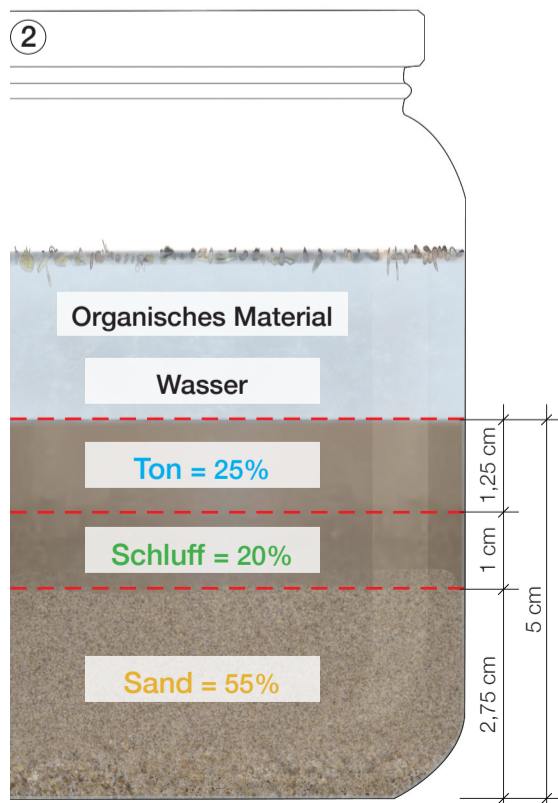 2
Organisches Material
Wasser
Ton = 25%
Schluff = 20%
Sand = 55%
1,25 cm
1 cm
2,75 cm
5 cm